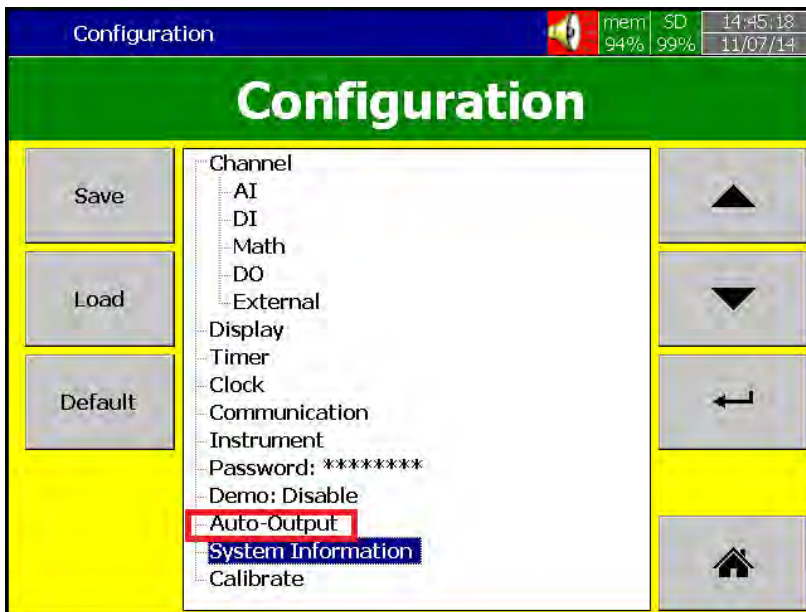 Configuration
mem 94%
SD 99%
14:45:18
11/07/14
Configuration
Save
Load
Default
Channel
AI
DI
Math
DO
External
Display
Timer
Clock
Communication
Instrument
Password: ********
Demo: Disable
Auto-Output
System Information
Calibrate